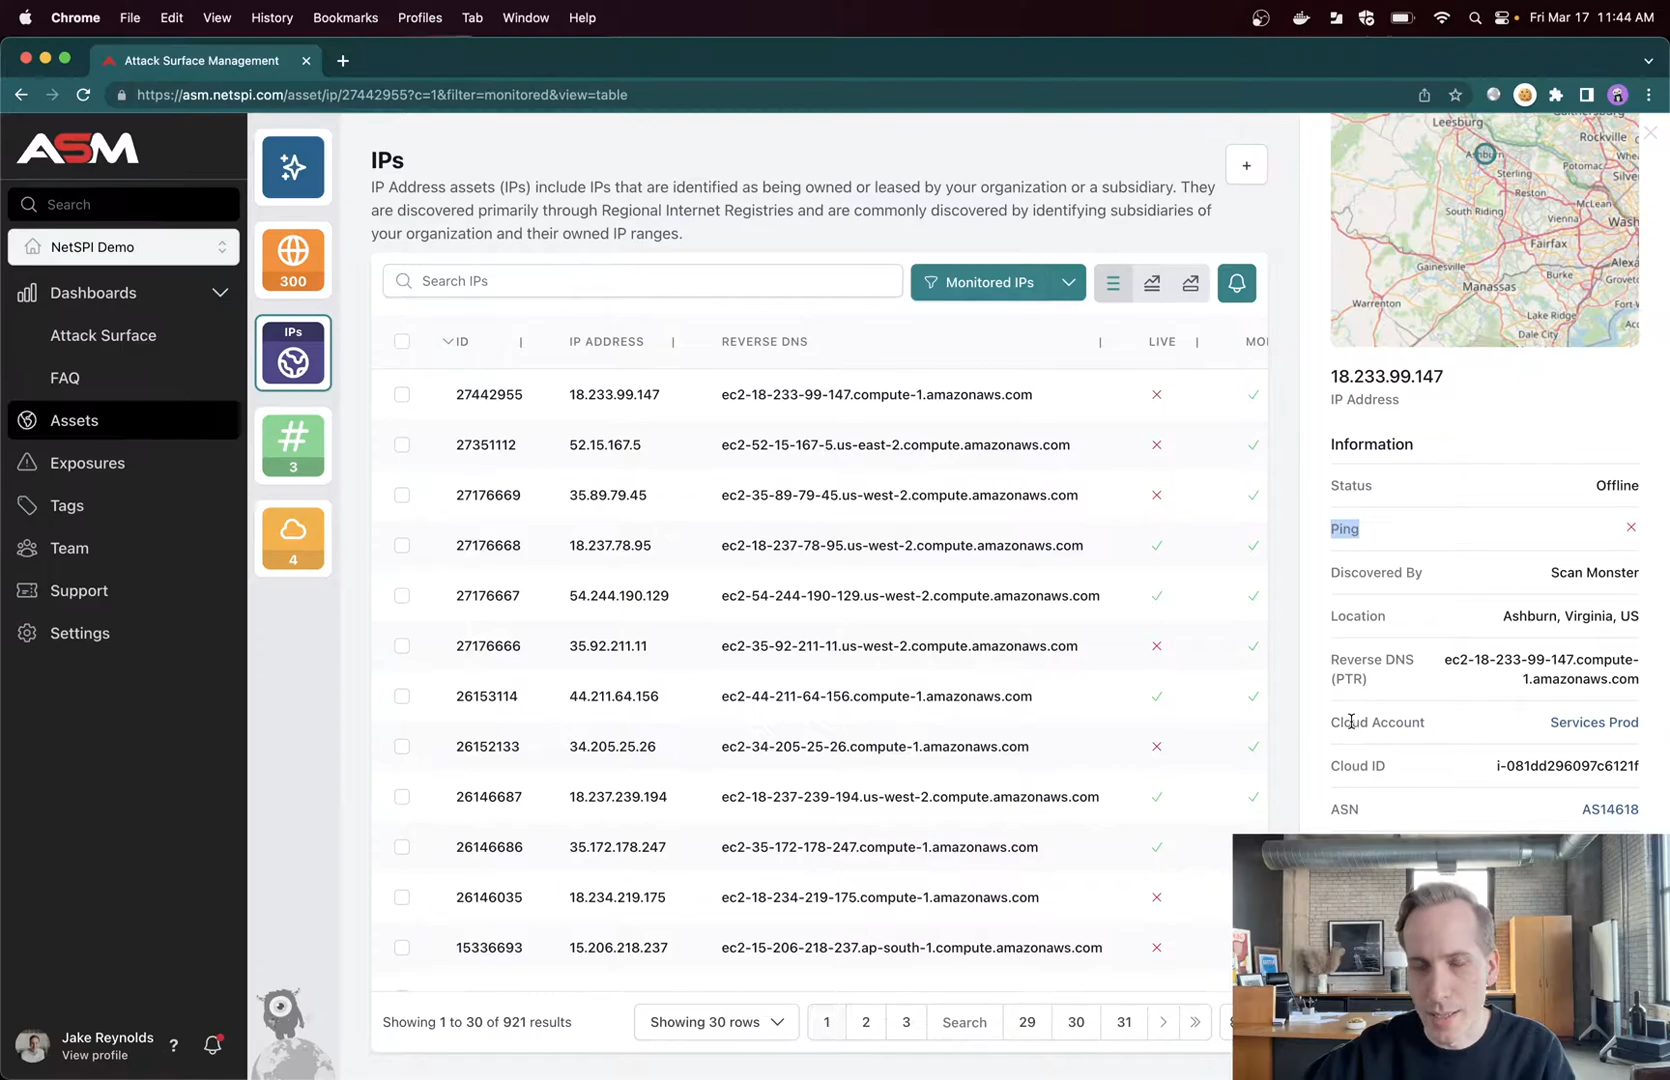 Chrome File Edit View History Bookmarks Profiles Tab Window Help Fri Mar 17 11:44 AM
Attack Surface Management
https://asm.netspi.com/asset/ip/27442955?c=1&filter=monitored&view=table
ASM
Search
NetSPI Demo
Dashboards
Attack Surface
FAQ
Assets
Exposures
Tags
Team
Support
Settings
Jake Reynolds
View profile
?
300
IPs
#
3
4
IPs
+
IP Address assets (IPs) include IPs that are identified as being owned or leased by your organization or a subsidiary. They
are discovered primarily through Regional Internet Registries and are commonly discovered by identifying subsidiaries of
your organization and their owned IP ranges.
Search IPs
Monitored IPs
ID IP ADDRESS REVERSE DNS LIVE MOI
27442955 18.233.99.147 ec2-18-233-99-147.compute-1.amazonaws.com
27351112 52.15.167.5 ec2-52-15-167-5.us-east-2.compute.amazonaws.com
27176669 35.89.79.45 ec2-35-89-79-45.us-west-2.compute.amazonaws.com
27176668 18.237.78.95 ec2-18-237-78-95.us-west-2.compute.amazonaws.com
27176667 54.244.190.129 ec2-54-244-190-129.us-west-2.compute.amazonaws.com
27176666 35.92.211.11 ec2-35-92-211-11.us-west-2.compute.amazonaws.com
26153114 44.211.64.156 ec2-44-211-64-156.compute-1.amazonaws.com
26152133 34.205.25.26 ec2-34-205-25-26.compute-1.amazonaws.com
26146687 18.237.239.194 ec2-18-237-239-194.us-west-2.compute.amazonaws.com
26146686 35.172.178.247 ec2-35-172-178-247.compute-1.amazonaws.com
26146035 18.234.219.175 ec2-18-234-219-175.compute-1.amazonaws.com
15336693 15.206.218.237 ec2-15-206-218-237.ap-south-1.compute.amazonaws.com
Showing 1 to 30 of 921 results
Showing 30 rows
1 2 3 Search 29 30 31
Leesburg
Rockville
Ashburn
Potomac
Sterling
Reston
McLean
South Riding
Vienna
Wash
Fairfax
Gainesville
Alexa
Manassas
Burke
Fort
Warrenton
Lake Ridge
Dale City
18.233.99.147
IP Address
Information
Status Offline
Ping
Discovered By Scan Monster
Location Ashburn, Virginia, US
Reverse DNS ec2-18-233-99-147.compute-
(PTR) 1.amazonaws.com
Cloud Account Services Prod
Cloud ID i-081dd296097c6121f
ASN AS14618